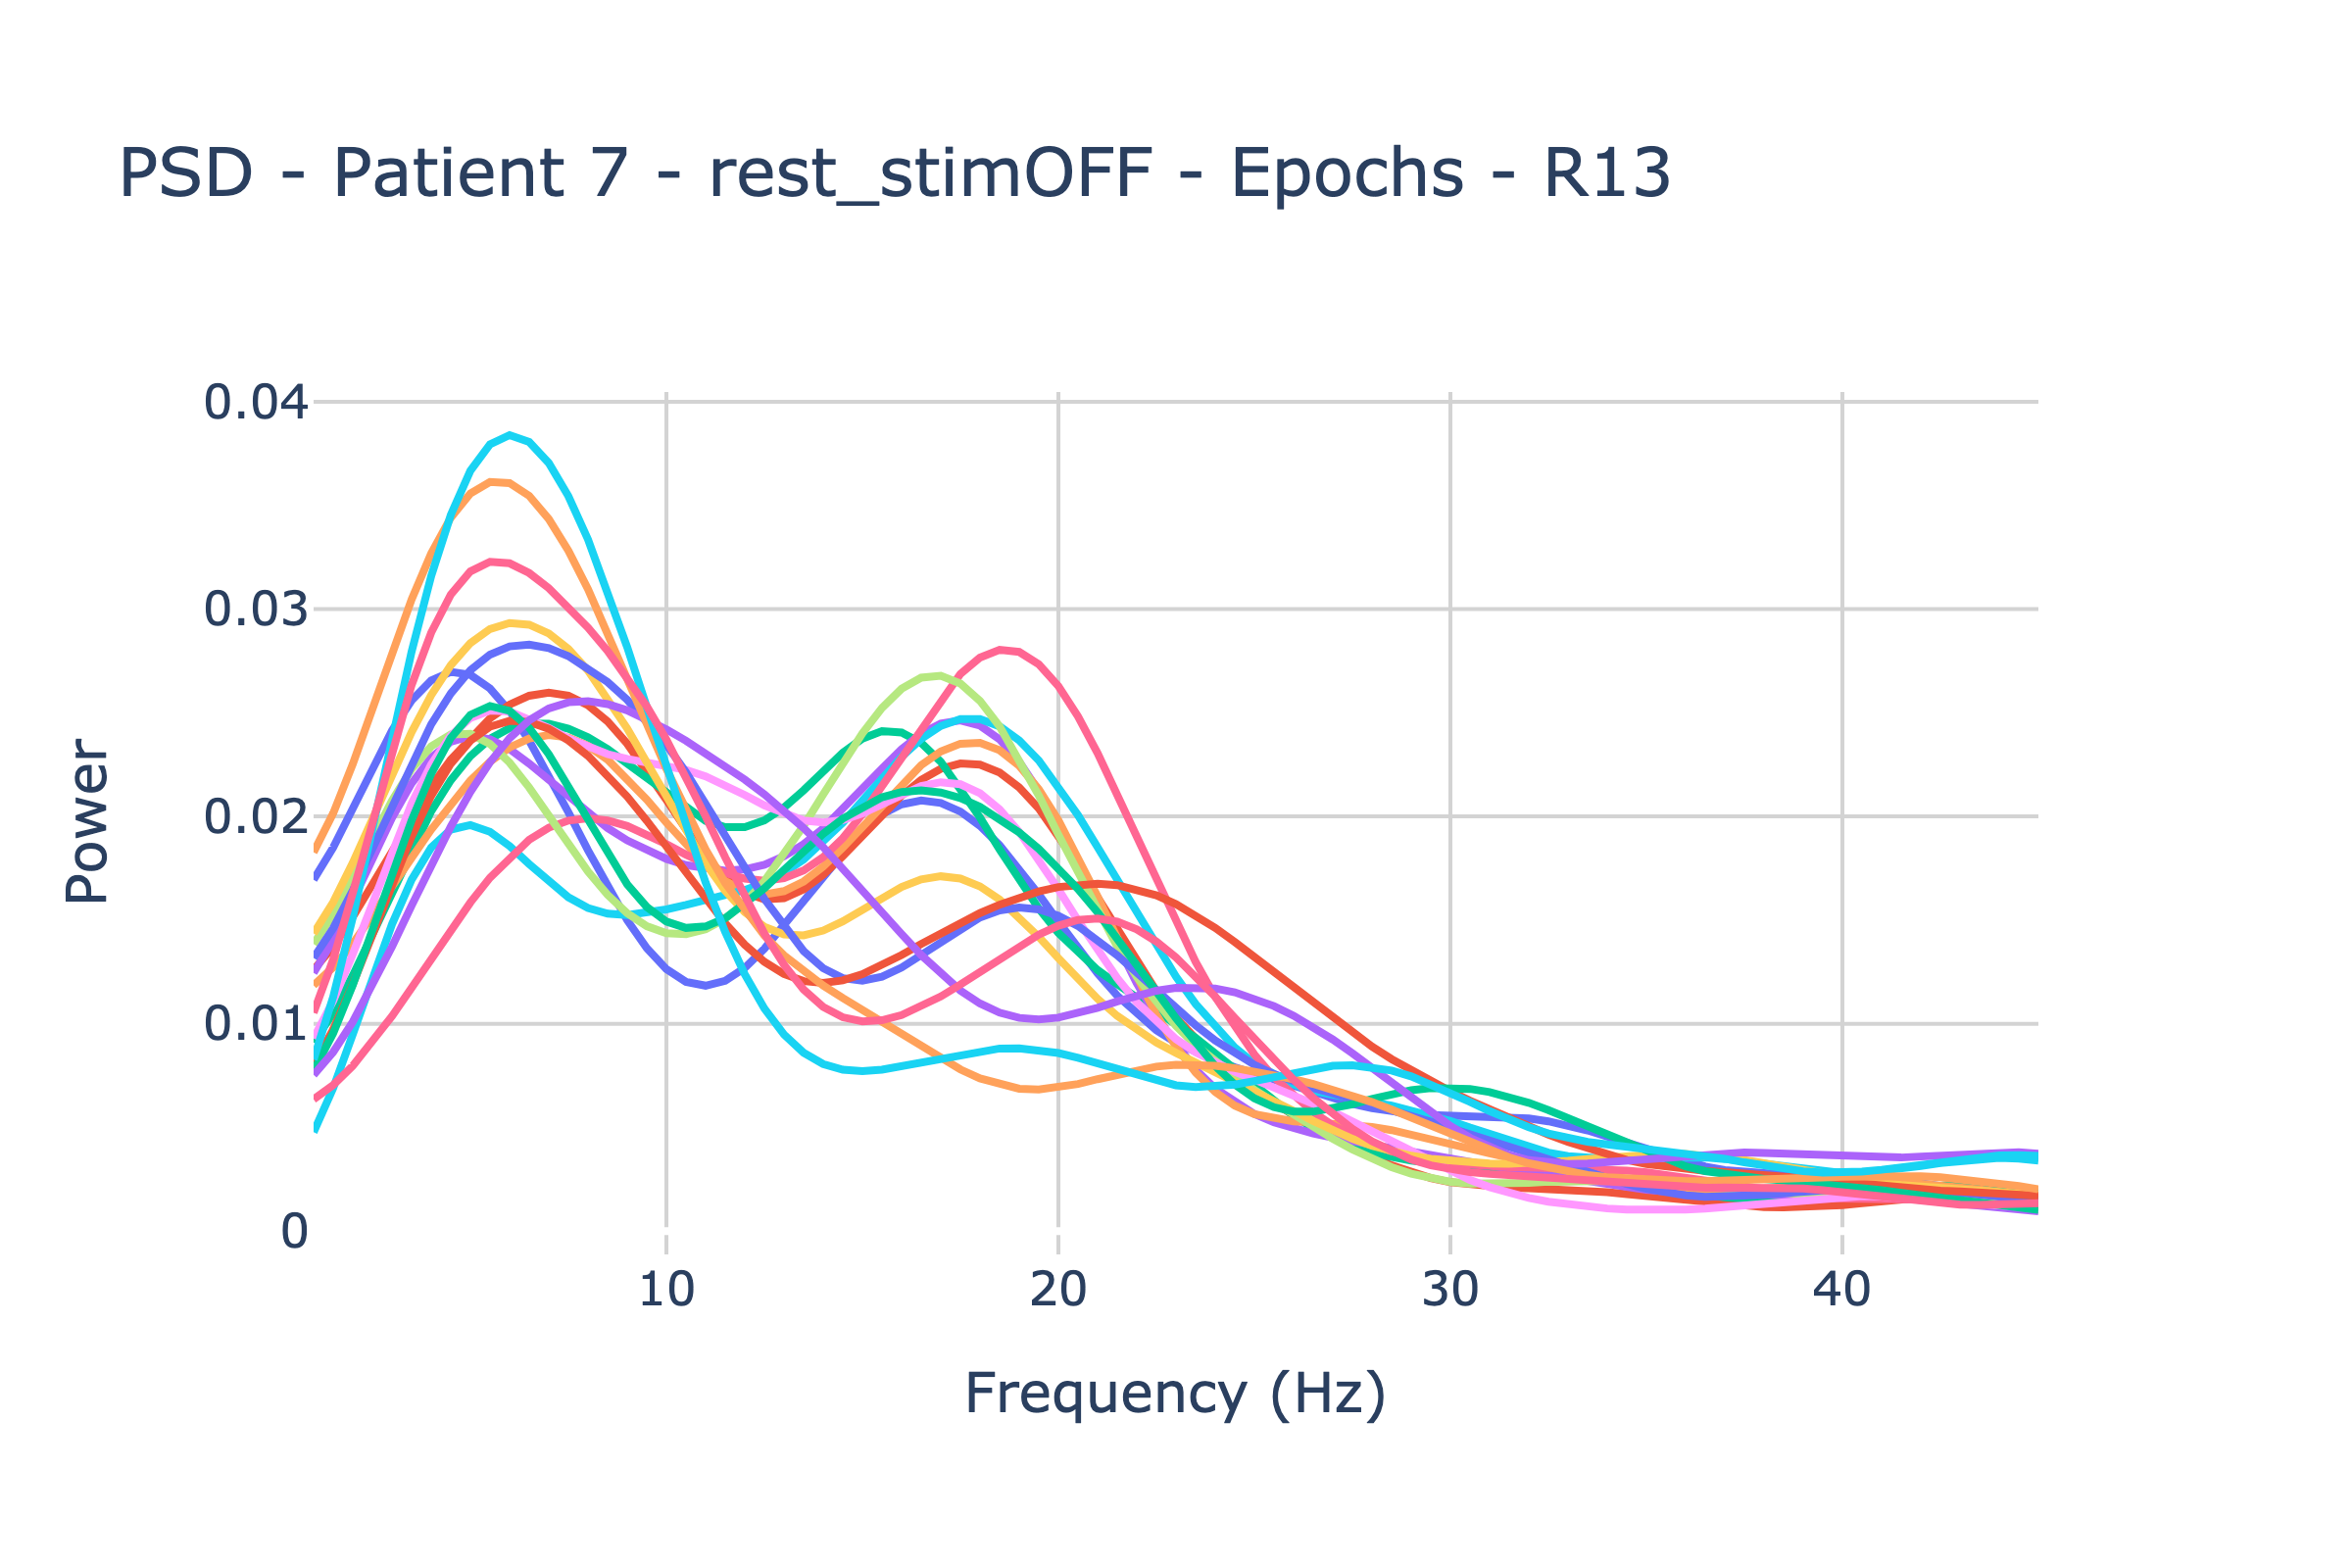 PSD - Patient 7 - rest_stimOFF - Epochs - R13
0.04
0.03
0.02
0.01
0
Power
10 20 30 40
Frequency (Hz)